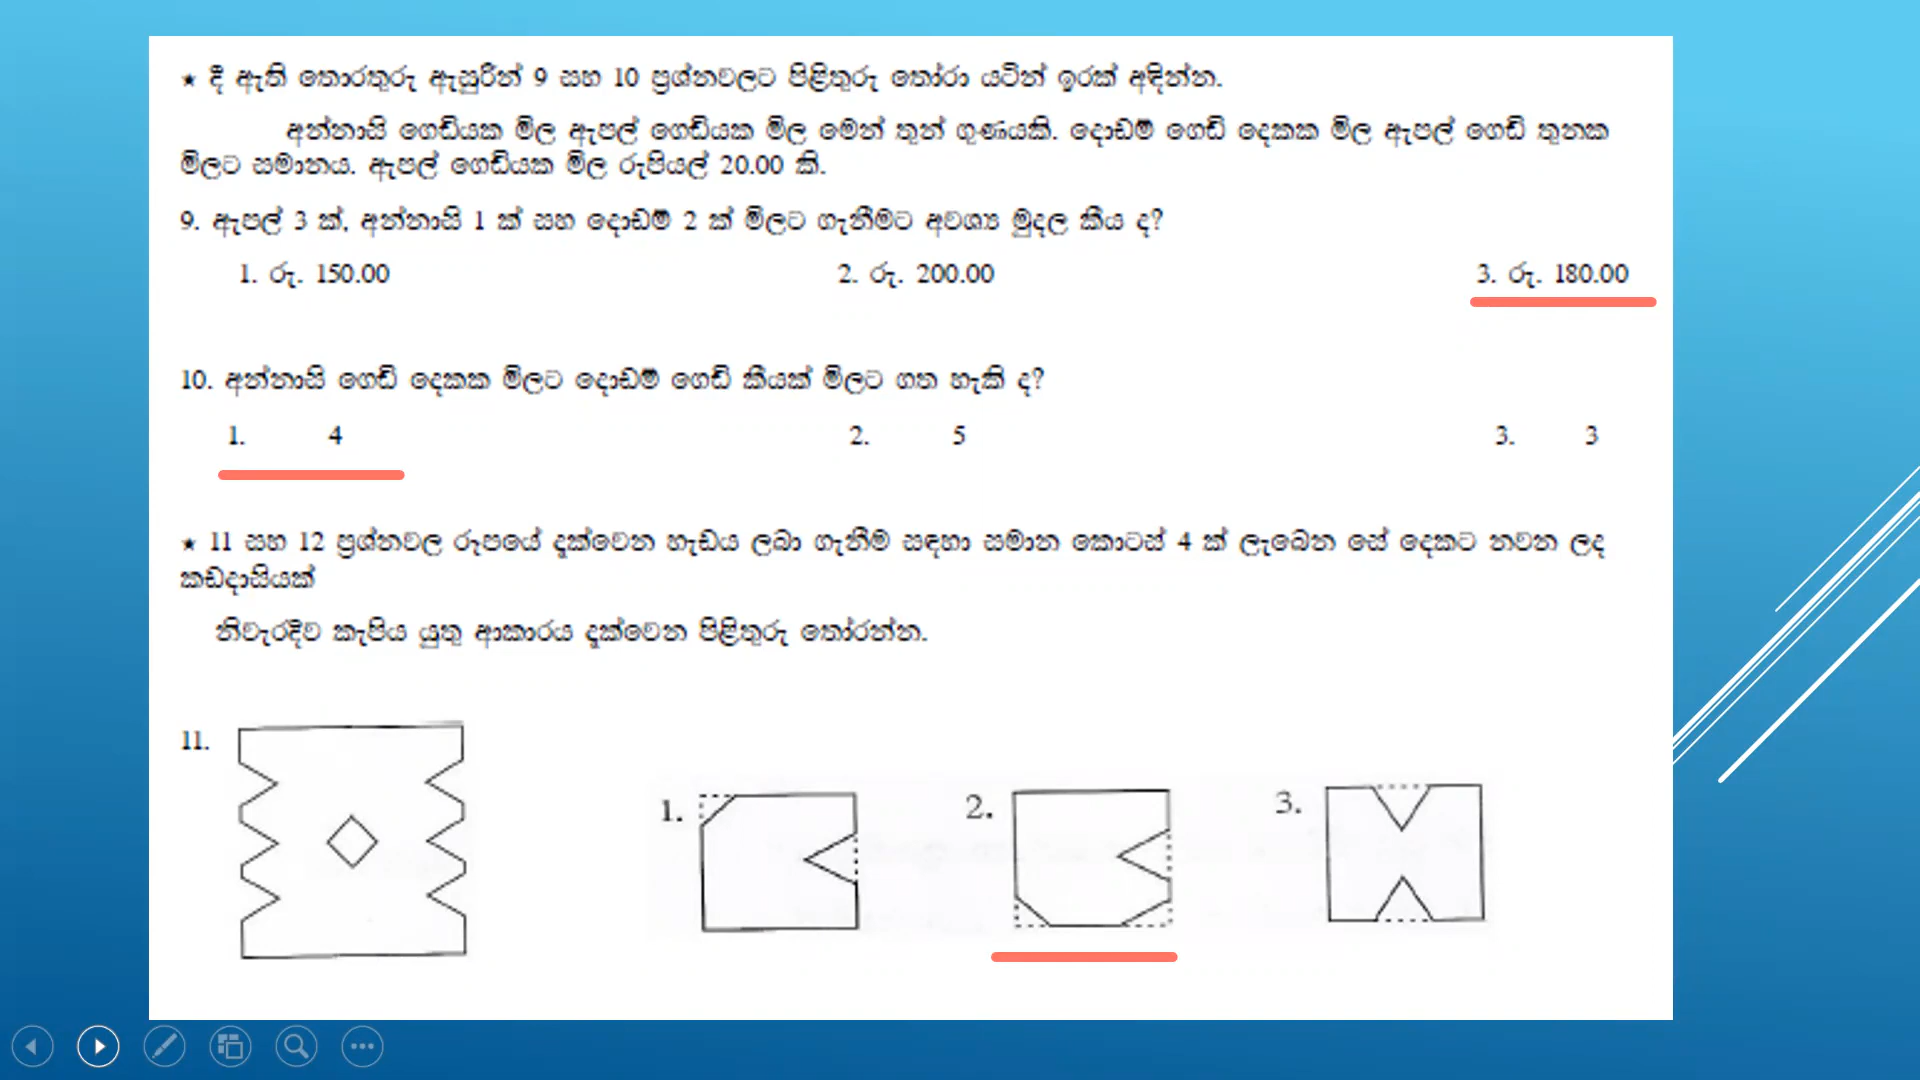 ★ දී ඇති තොරතුරු ඇසුරින් 9 සහ 10 ප්‍රශ්නවලට පිළිතුරු තෝරා යටින් ඉරක් අඳින්න.
අන්නාසි ගෙඩියක මිල ඇපල් ගෙඩියක මිල මෙන් තුන් ගුණයකි. දොඩම් ගෙඩි දෙකක මිල ඇපල් ගෙඩි තුනක
මිලට සමානය. ඇපල් ගෙඩියක මිල රුපියල් 20.00 කි.
9. ඇපල් 3 ක්, අන්නාසි 1 ක් සහ දොඩම් 2 ක් මිලට ගැනීමට අවශ්‍ය මුදල කීය ද?
1. රු. 150.00 2. රු. 200.00 3. රු. 180.00
10. අන්නාසි ගෙඩි දෙකක මිලට දොඩම් ගෙඩි කීයක් මිලට ගත හැකි ද?
1. 4 2. 5 3. 3
★ 11 සහ 12 ප්‍රශ්නවල රූපයේ දැක්වෙන හැඩය ලබා ගැනීම සඳහා සමාන කොටස් 4 ක් ලැබෙන සේ දෙකට නවන ලද
කඩදාසියක්
නිවැරදිව කැපිය යුතු ආකාරය දැක්වෙන පිළිතුරු තෝරන්න.
11.
1. 2. 3.